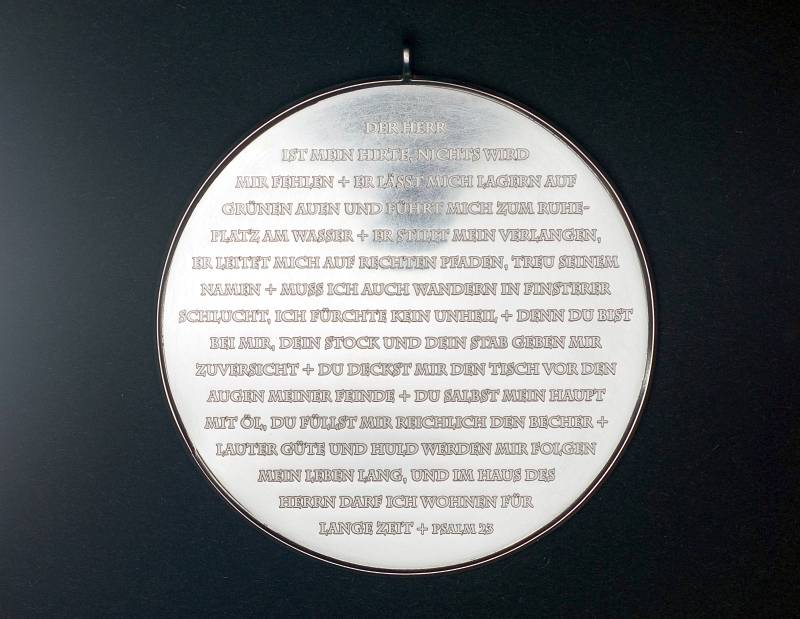 DER HERR
IST MEIN HIRTE, NICHTS WIRD
MIR FEHLEN + ER LÄSST MICH LAGERN AUF
GRÜNEN AUEN UND FÜHRT MICH ZUM RUHE-
PLATZ AM WASSER + ER STILLT MEIN VERLANGEN,
ER LEITET MICH AUF RECHTEN PFADEN, TREU SEINEM
NAMEN + MUSS ICH AUCH WANDERN IN FINSTERER
SCHLUCHT, ICH FÜRCHTE KEIN UNHEIL + DENN DU BIST
BEI MIR, DEIN STOCK UND DEIN STAB GEBEN MIR
ZUVERSICHT + DU DECKST MIR DEN TISCH VOR DEN
AUGEN MEINER FEINDE + DU SALBST MEIN HAUPT
MIT ÖL, DU FÜLLST MIR REICHLICH DEN BECHER +
LAUTER GÜTE UND HULD WERDEN MIR FOLGEN
MEIN LEBEN LANG, UND IM HAUS DES
HERRN DARF ICH WOHNEN FÜR
LANGE ZEIT + PSALM 23